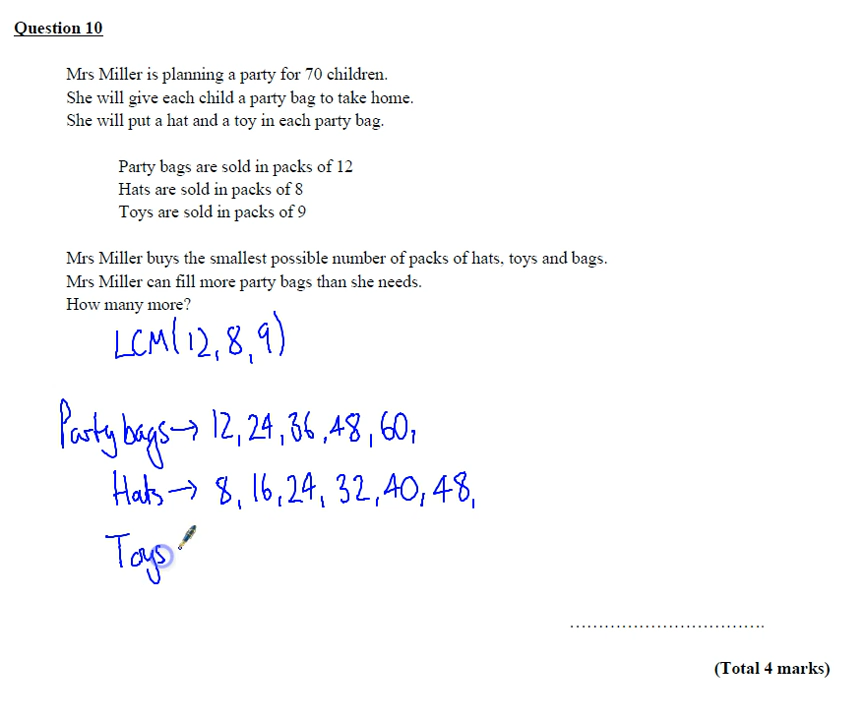 Question 10
Mrs Miller is planning a party for 70 children.
She will give each child a party bag to take home.
She will put a hat and a toy in each party bag.
Party bags are sold in packs of 12
Hats are sold in packs of 8
Toys are sold in packs of 9
Mrs Miller buys the smallest possible number of packs of hats, toys and bags.
Mrs Miller can fill more party bags than she needs.
How many more?
LCM(12,8,9)
Party bags → 12, 24, 36, 48, 60,
Hats → 8, 16, 24, 32, 40, 48,
Toys
..................................
(Total 4 marks)